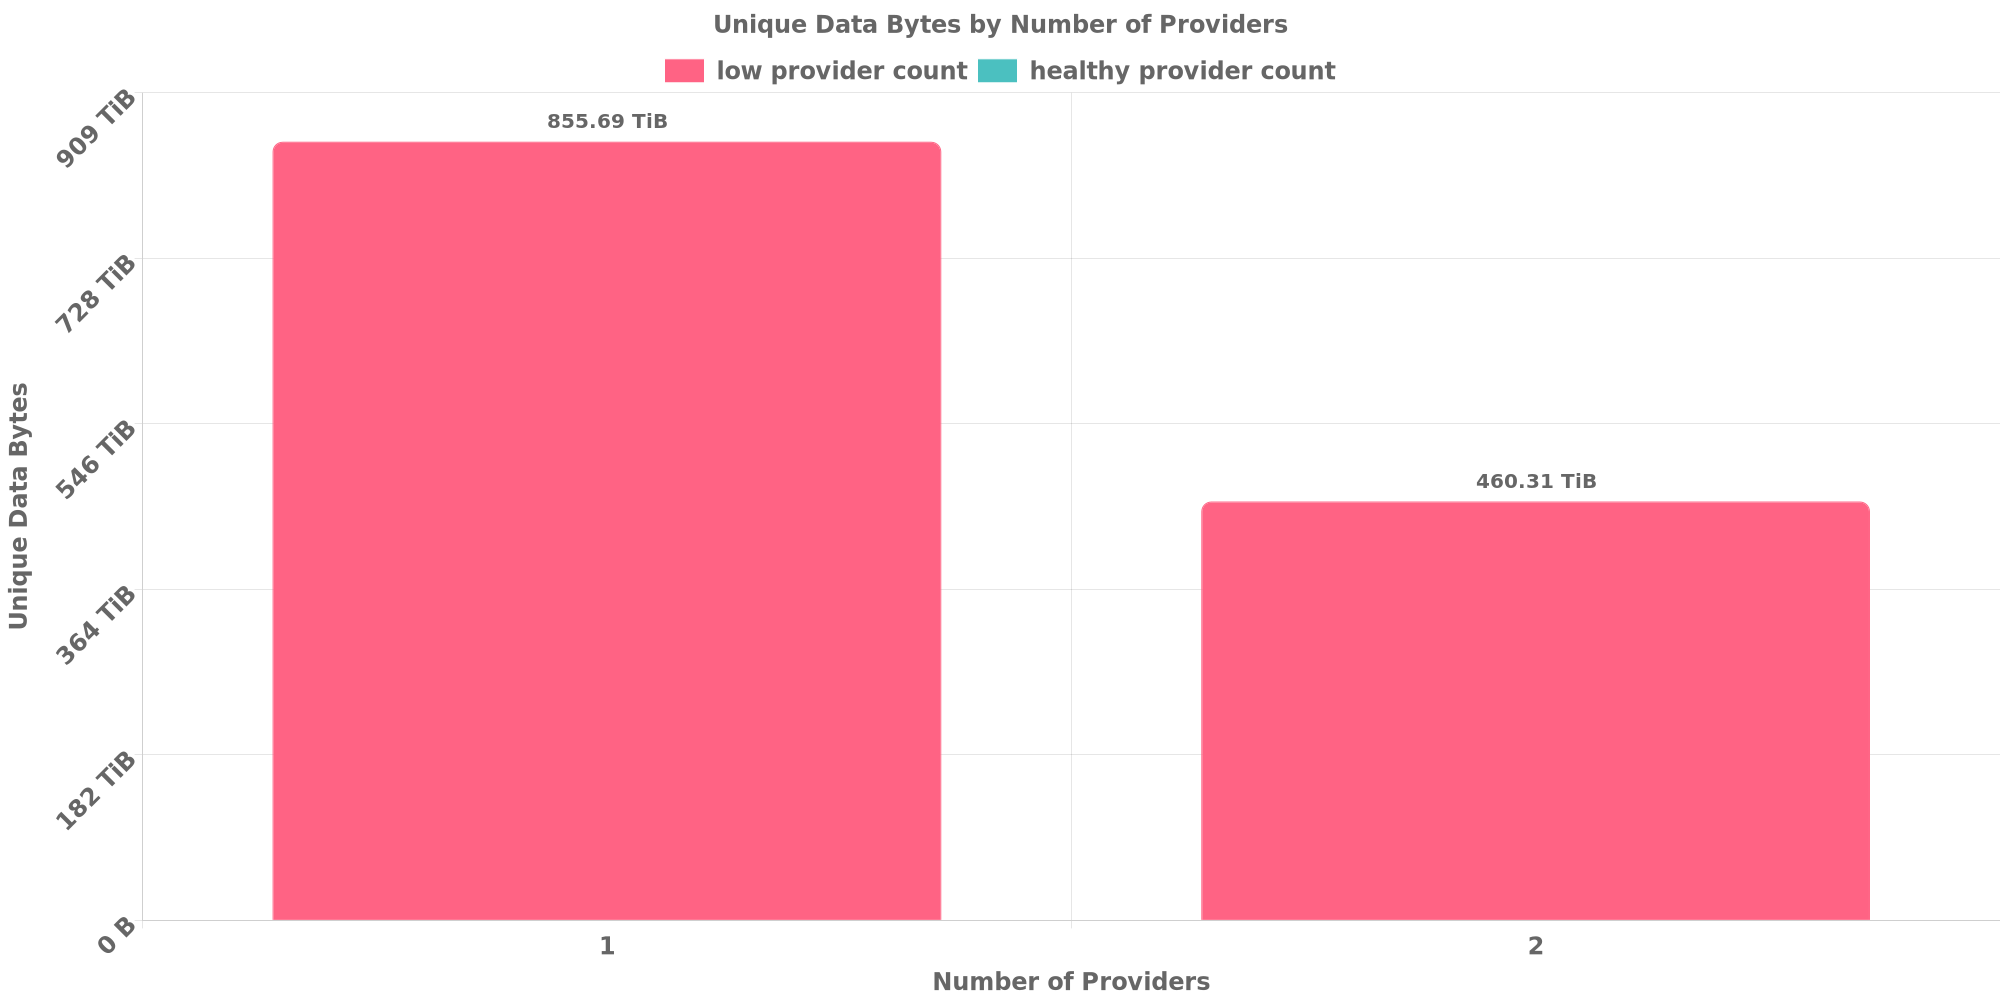 Unique Data Bytes by Number of Providers
low provider count healthy provider count
909 TiB
728 TiB
546 TiB
364 TiB
182 TiB
0 B
Unique Data Bytes
855.69 TiB
460.31 TiB
1 2
Number of Providers